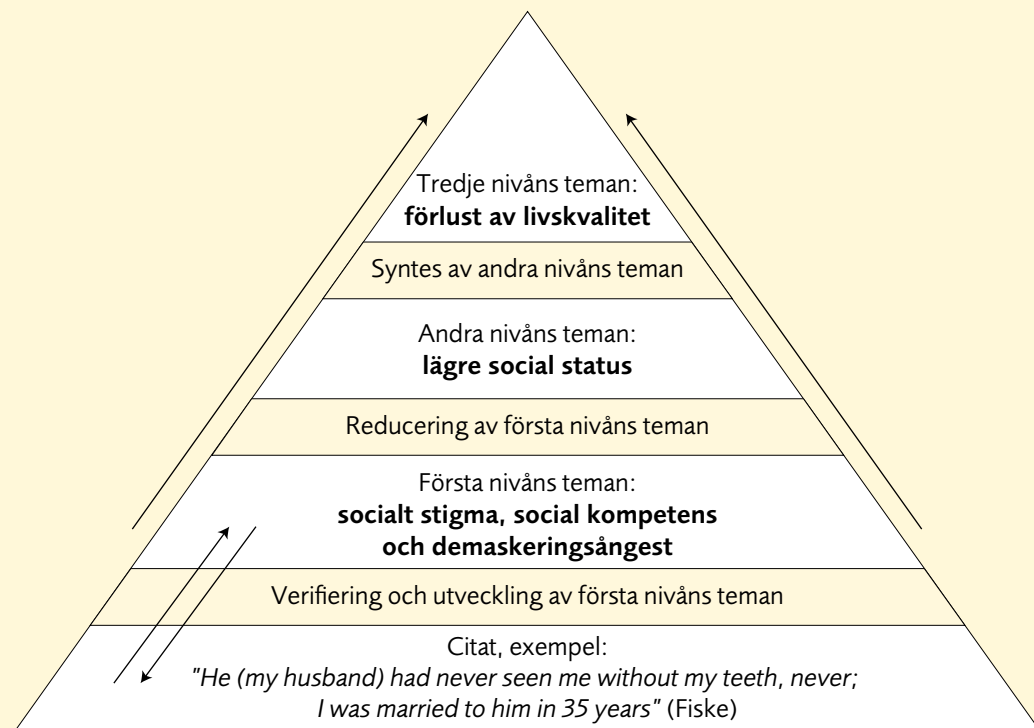 Tredje nivåns teman:
förlust av livskvalitet
Syntes av andra nivåns teman
Andra nivåns teman:
lägre social status
Reducering av första nivåns teman
Första nivåns teman:
socialt stigma, social kompetens
och demaskeringsångest
Verifiering och utveckling av första nivåns teman
Citat, exempel:
"He (my husband) had never seen me without my teeth, never;
I was married to him in 35 years" (Fiske)